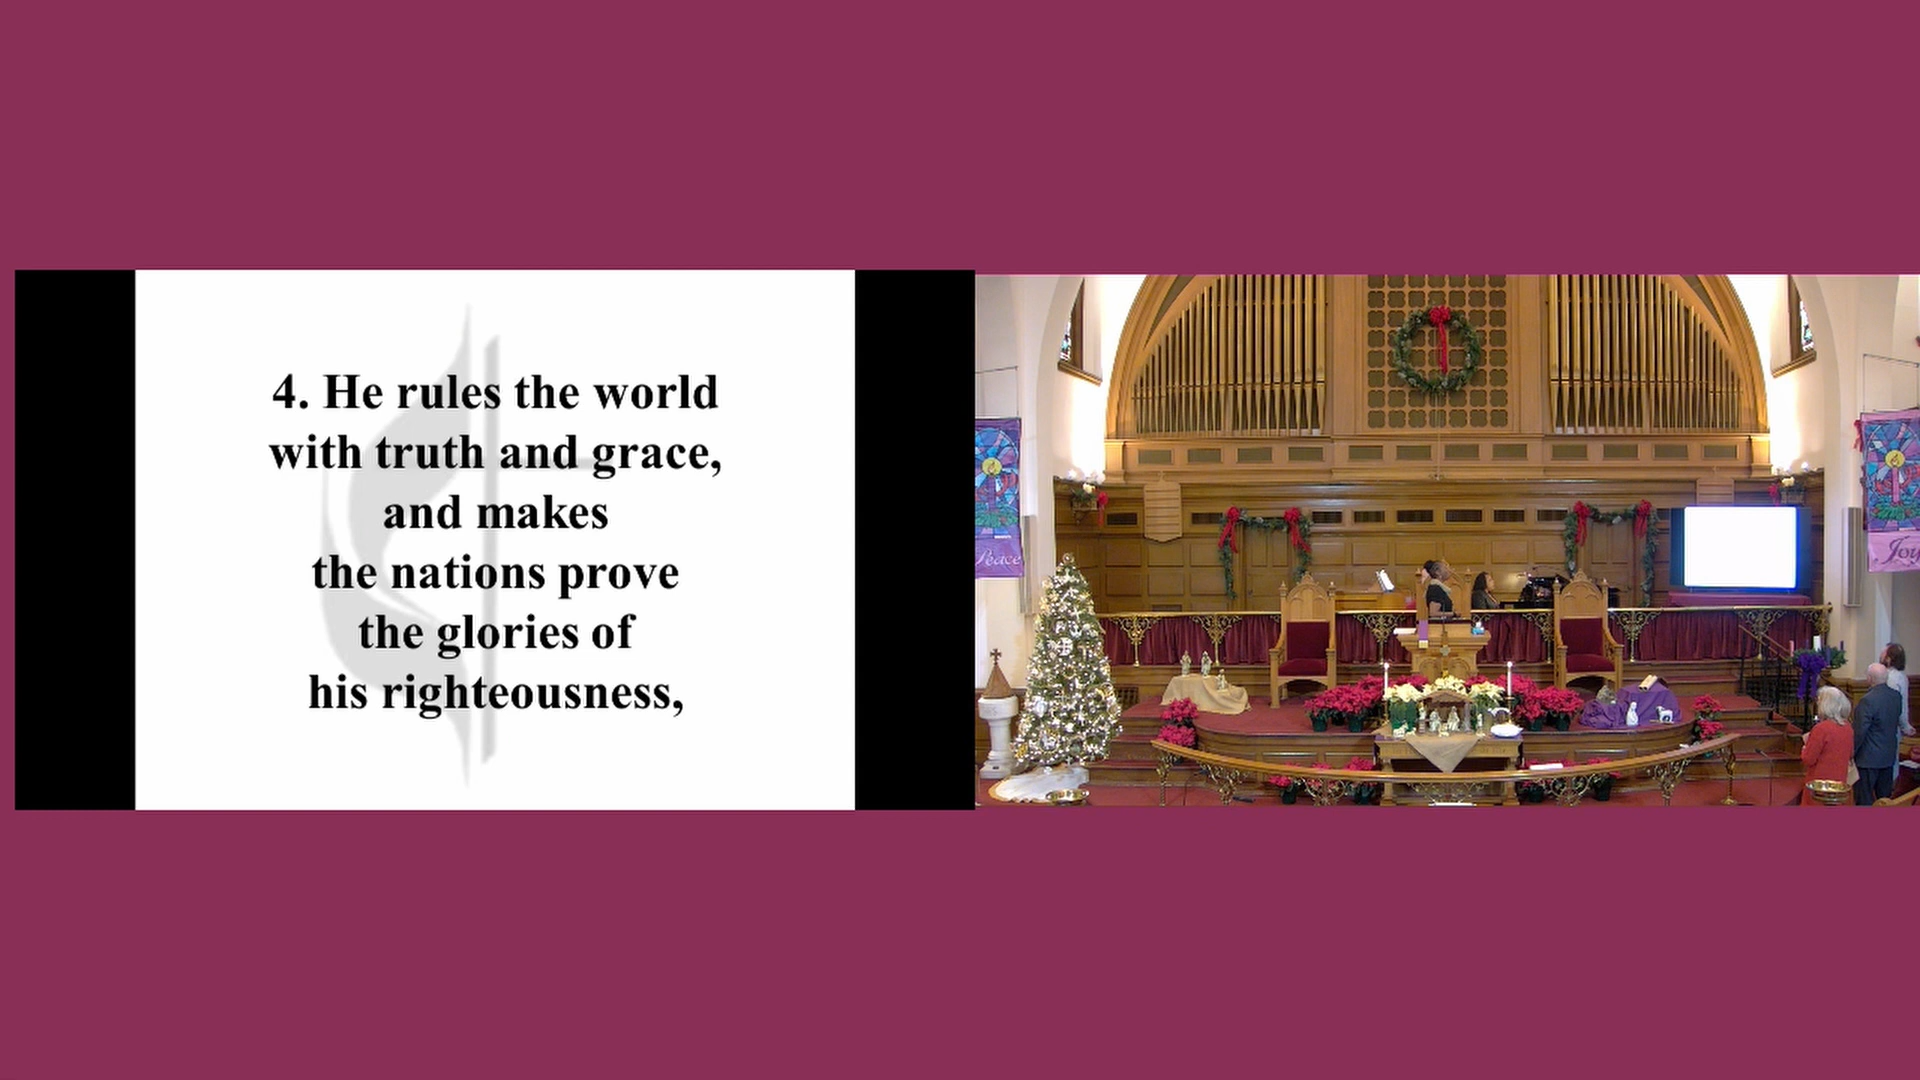 4. He rules the world
with truth and grace,
and makes
the nations prove
the glories of
his righteousness,
Peace
Joy